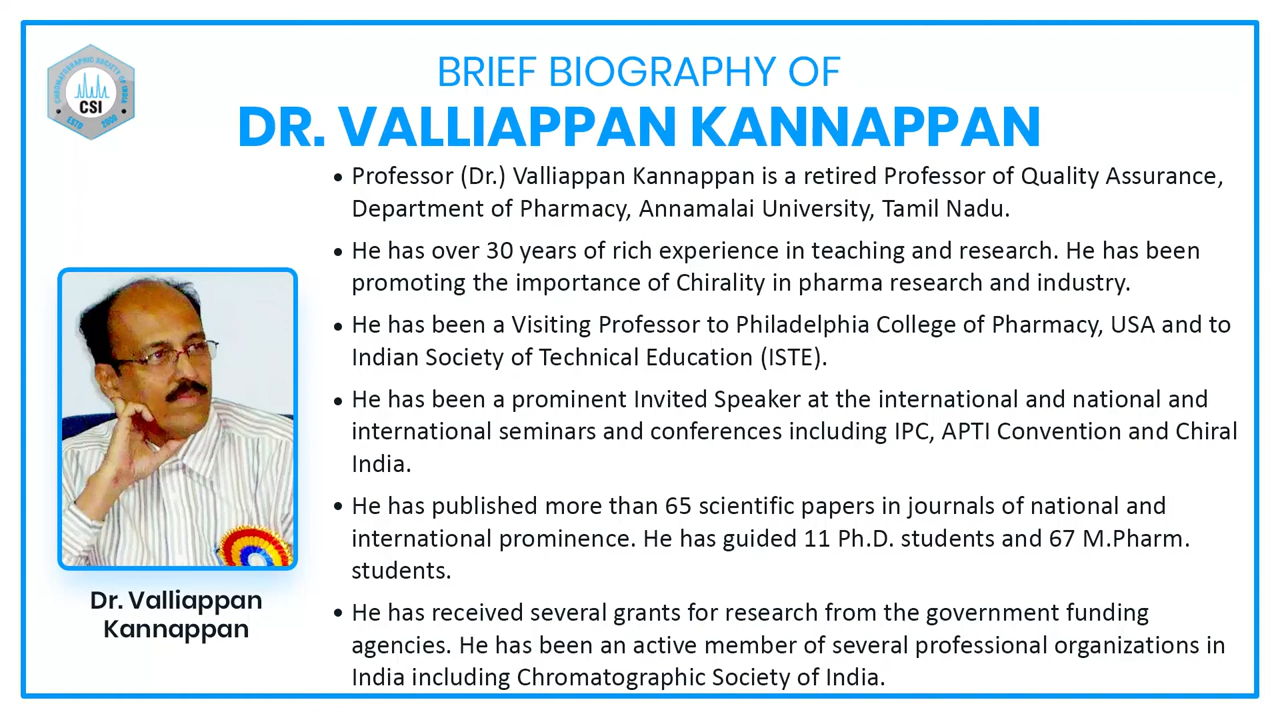 CHROMATOGRAPHIC SOCIETY OF INDIA
CSI
ESTD 2009
BRIEF BIOGRAPHY OF
DR. VALLIAPPAN KANNAPPAN
• Professor (Dr.) Valliappan Kannappan is a retired Professor of Quality Assurance,
Department of Pharmacy, Annamalai University, Tamil Nadu.
• He has over 30 years of rich experience in teaching and research. He has been
promoting the importance of Chirality in pharma research and industry.
• He has been a Visiting Professor to Philadelphia College of Pharmacy, USA and to
Indian Society of Technical Education (ISTE).
• He has been a prominent Invited Speaker at the international and national and
international seminars and conferences including IPC, APTI Convention and Chiral
India.
• He has published more than 65 scientific papers in journals of national and
international prominence. He has guided 11 Ph.D. students and 67 M.Pharm.
students.
• He has received several grants for research from the government funding
agencies. He has been an active member of several professional organizations in
India including Chromatographic Society of India.
Dr. Valliappan
Kannappan